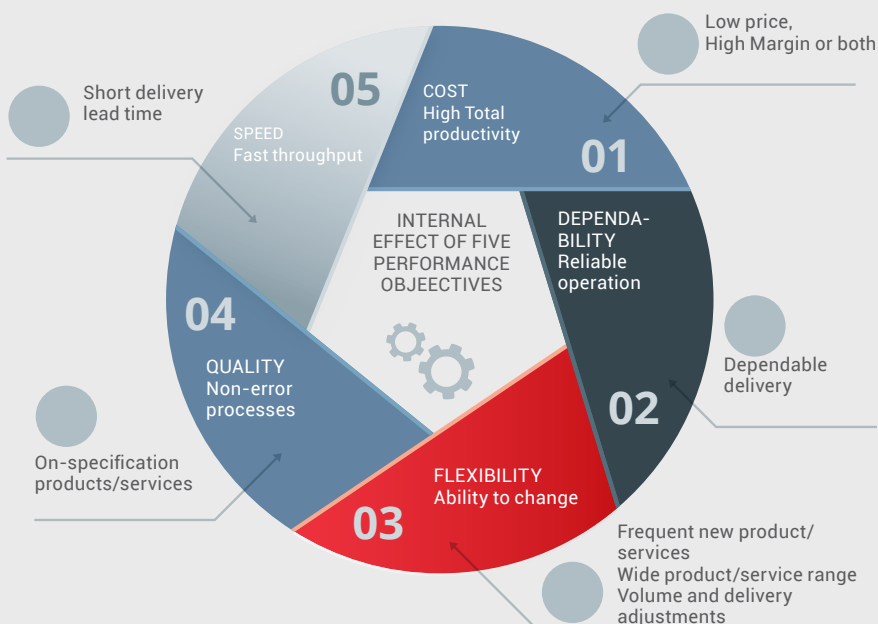 Low price,
High Margin or both
01
COST
High Total
productivity
05
SPEED
Fast throughput
Short delivery
lead time
INTERNAL
EFFECT OF FIVE
PERFORMANCE
OBJEECTIVES
DEPENDA-
BILITY
Reliable
operation
02
Dependable
delivery
04
QUALITY
Non-error
processes
On-specification
products/services
03
FLEXIBILITY
Ability to change
Frequent new product/
services
Wide product/service range
Volume and delivery
adjustments